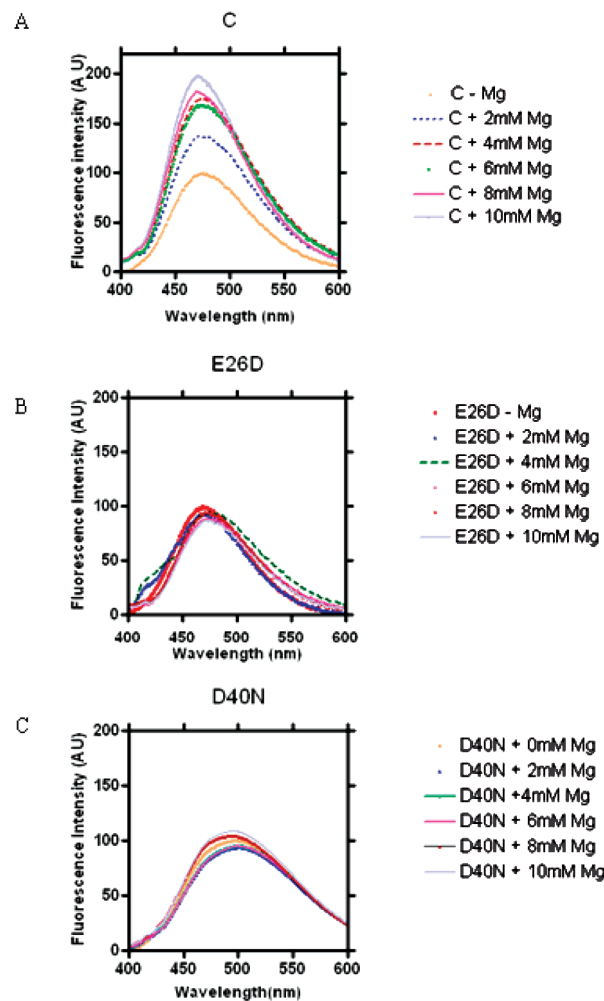 A
C
Fluorescence intensity (A.U)
200
150
100
50
0
400 450 500 550 600
Wavelength (nm)
C - Mg
C + 2mM Mg
C + 4mM Mg
C + 6mM Mg
C + 8mM Mg
C + 10mM Mg
B
E26D
Fluorescence Intensity (AU)
200
150
100
50
0
400 450 500 550 600
Wavelength (nm)
E26D - Mg
E26D + 2mM Mg
E26D + 4mM Mg
E26D + 6mM Mg
E26D + 8mM Mg
E26D + 10mM Mg
C
D40N
Fluorescence Intensity (AU)
200
150
100
50
0
400 450 500 550 600
Wavelength (nm)
D40N + 0mM Mg
D40N + 2mM Mg
D40N +4mM Mg
D40N + 6mM Mg
D40N + 8mM Mg
D40N + 10mM Mg